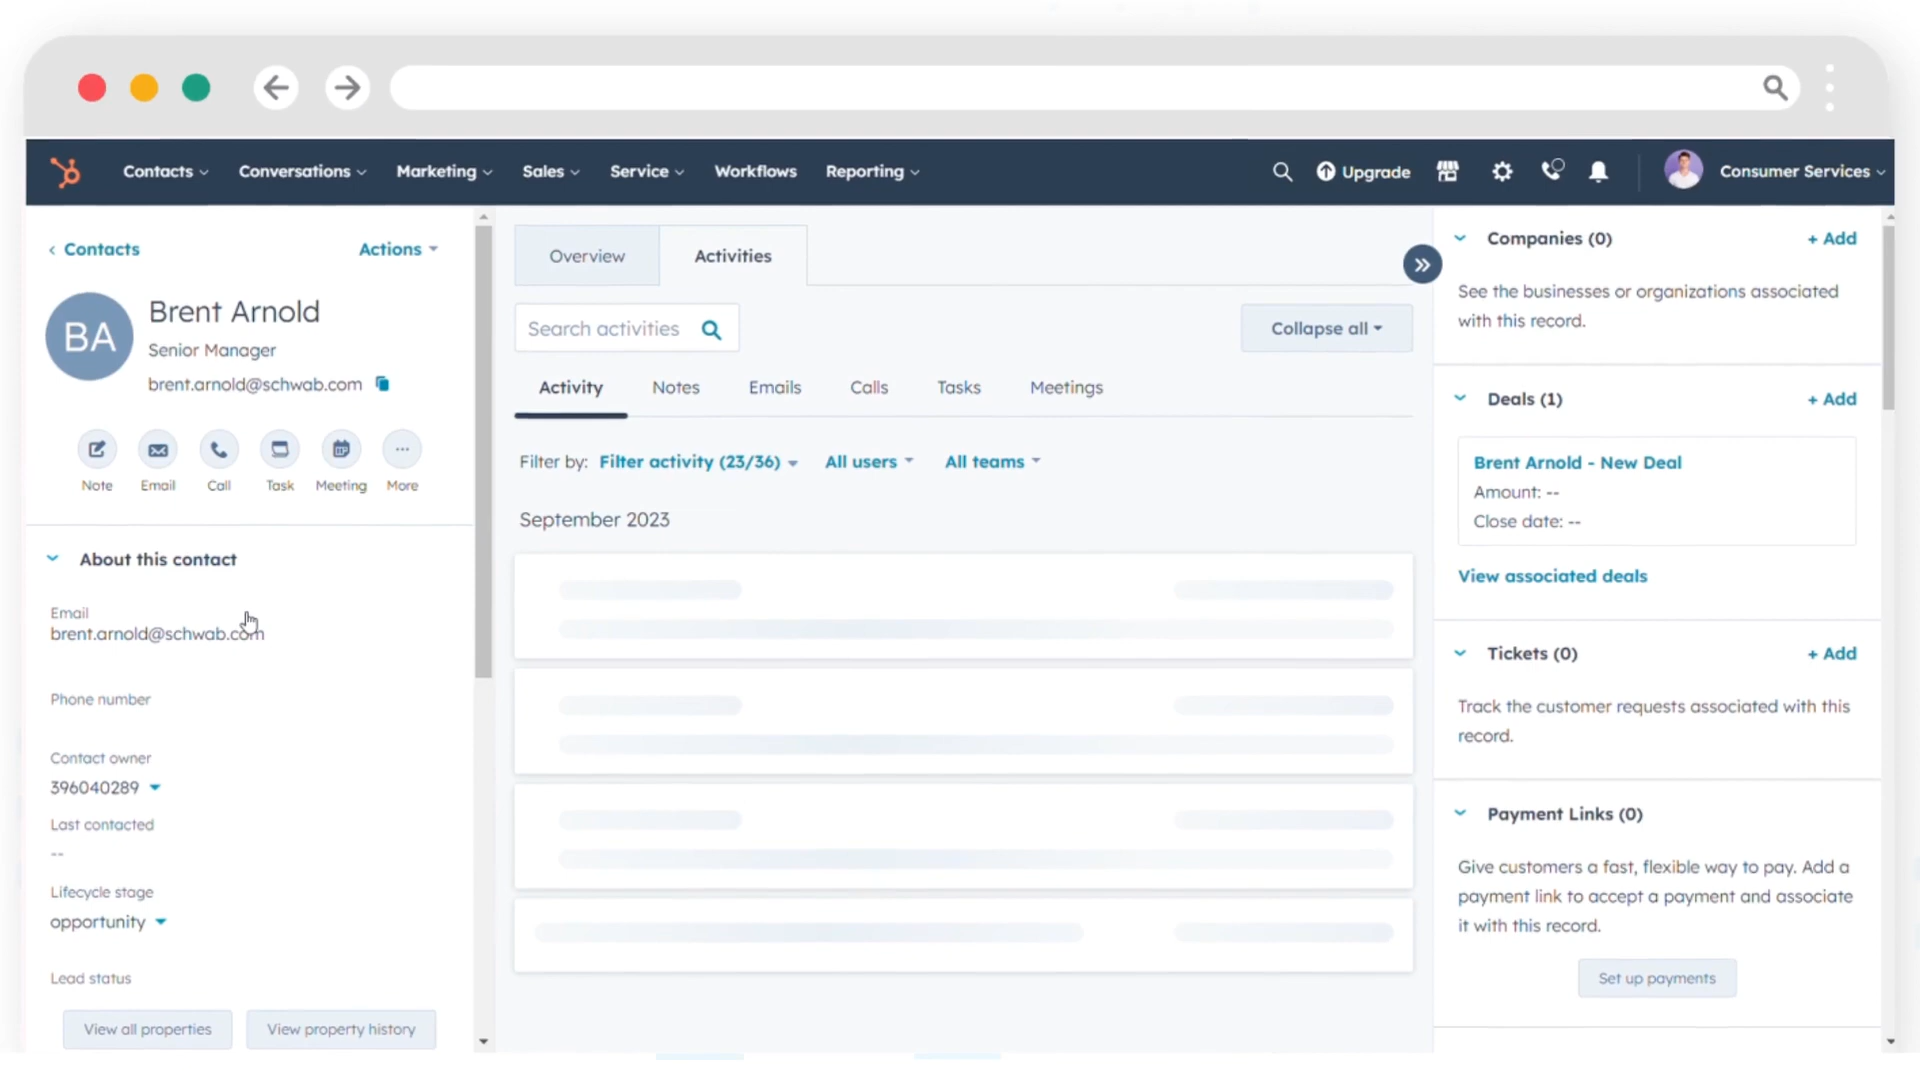 Contacts
Conversations
Marketing
Sales
Service
Workflows
Reporting
Upgrade
Consumer Services
Contacts
Actions
BA
Brent Arnold
Senior Manager
brent.arnold@schwab.com
Note
Email
Call
Task
Meeting
More
About this contact
Email
brent.arnold@schwab.com
Phone number
Contact owner
396040289
Last contacted
--
Lifecycle stage
opportunity
Lead status
View all properties
View property history
Overview
Activities
Search activities
Collapse all
Activity
Notes
Emails
Calls
Tasks
Meetings
Filter by: Filter activity (23/36)
All users
All teams
September 2023
Companies (0)
+ Add
See the businesses or organizations associated
with this record.
Deals (1)
+ Add
Brent Arnold - New Deal
Amount: --
Close date: --
View associated deals
Tickets (0)
+ Add
Track the customer requests associated with this
record.
Payment Links (0)
Give customers a fast, flexible way to pay. Add a
payment link to accept a payment and associate
it with this record.
Set up payments